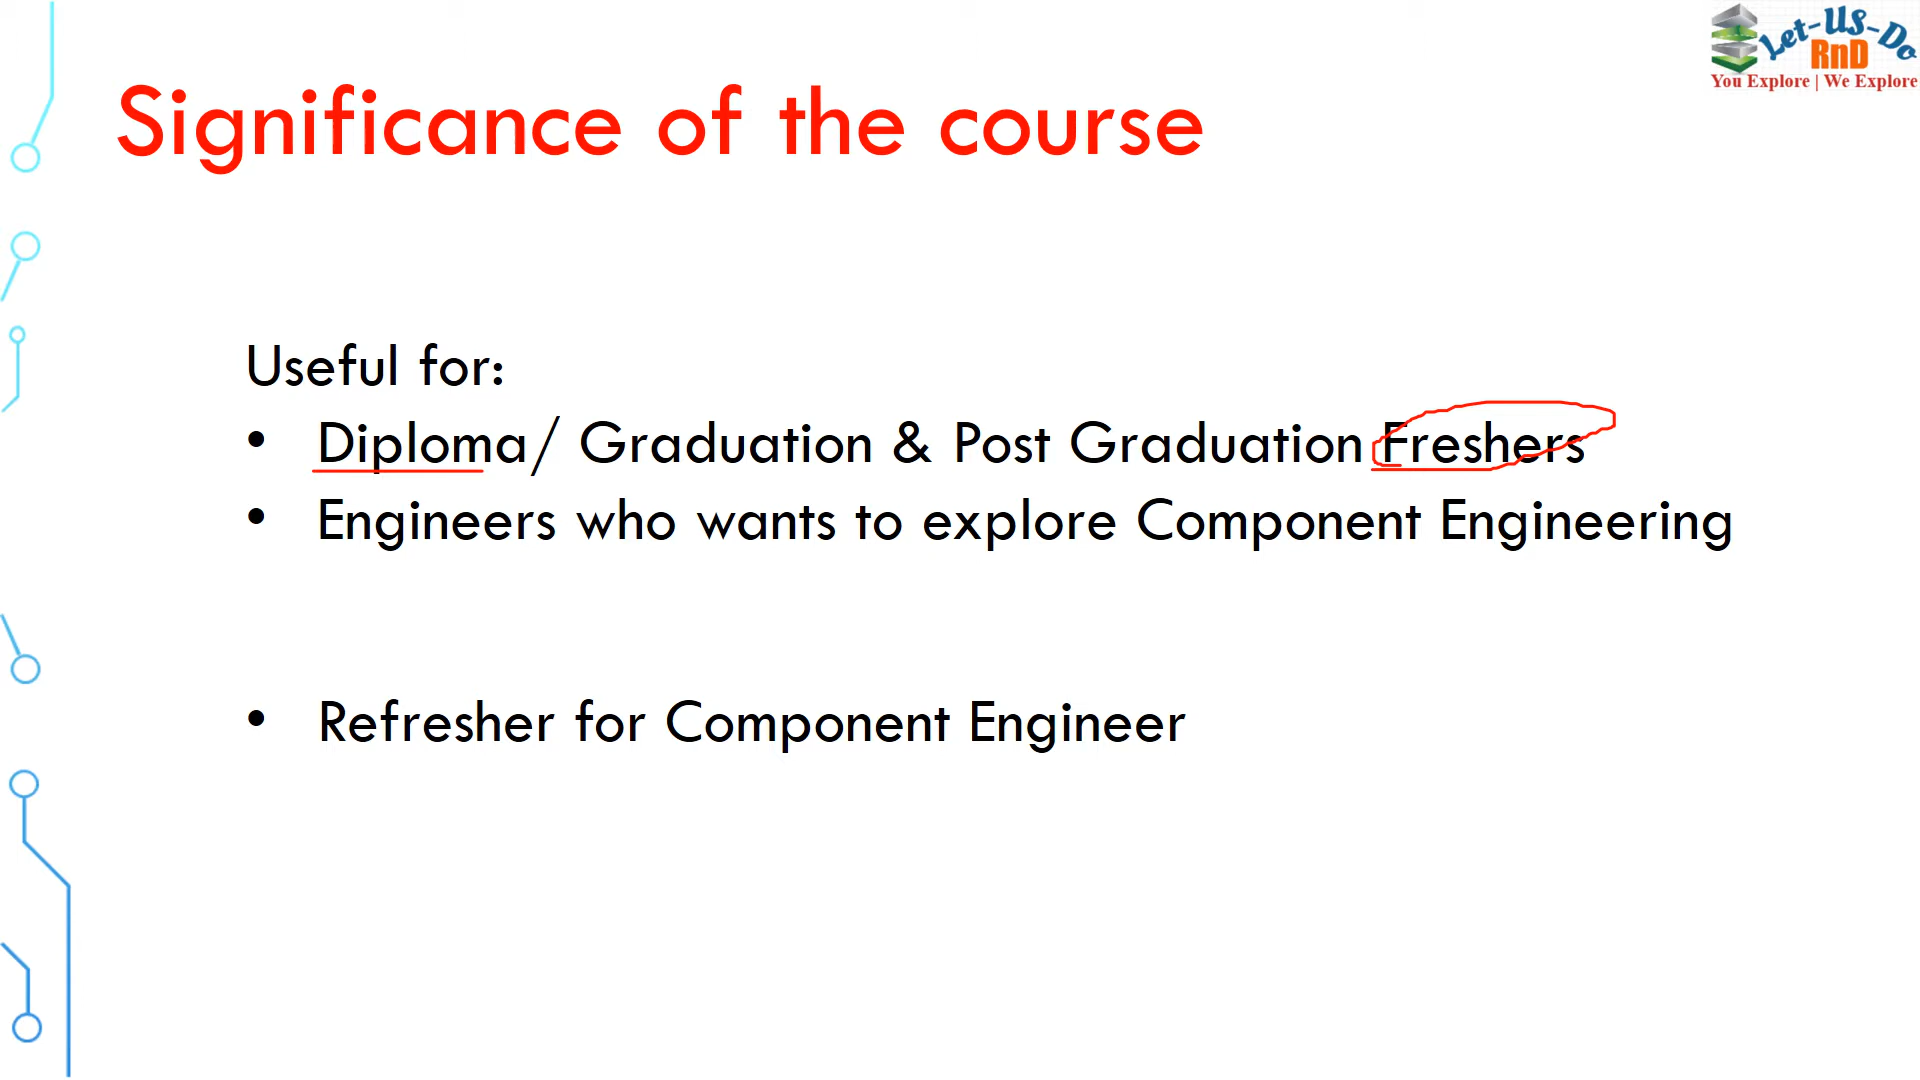 Let-Us-Do
RnD
You Explore | We Explore
Significance of the course
Useful for:
• Diploma/ Graduation & Post Graduation Freshers
• Engineers who wants to explore Component Engineering
• Refresher for Component Engineer